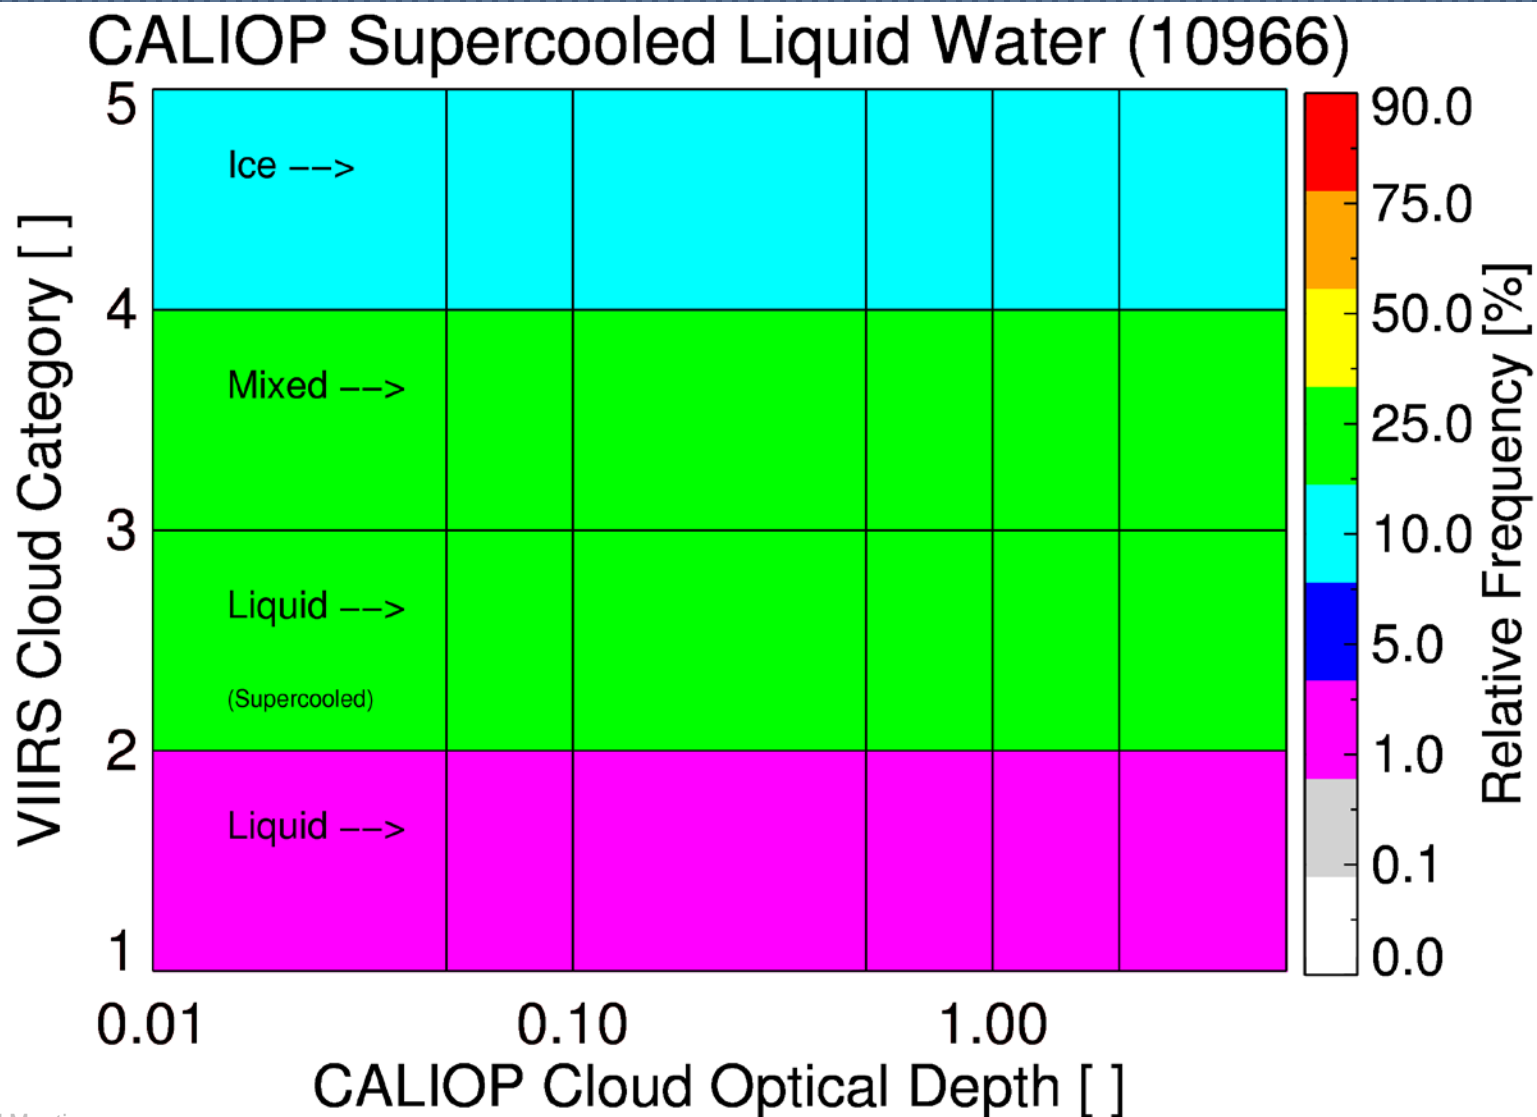 CALIOP Supercooled Liquid Water (10966)
5
4
3
2
1
VIIRS Cloud Category [ ]
Ice -->
Mixed -->
Liquid -->
(Supercooled)
Liquid -->
0.01 0.10 1.00
CALIOP Cloud Optical Depth [ ]
90.0
75.0
50.0
25.0
10.0
5.0
1.0
0.1
0.0
Relative Frequency [%]